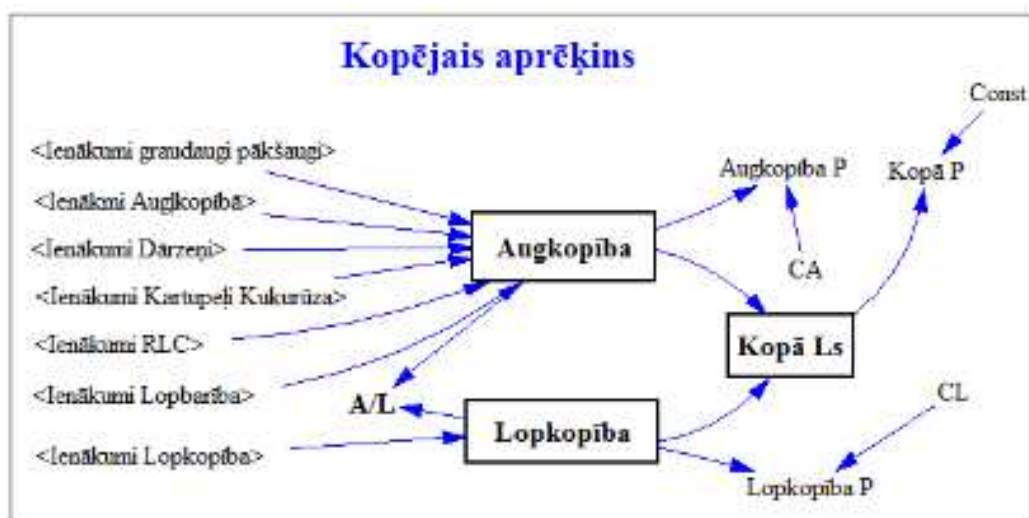 Kopējais aprēķins
Const
<Ienākumi graudaugi pākšaugi>
Augkopība P
Kopā P
<Ienākmi Augļkopībā>
<Ienākumi Dārzeņi>
Augkopība
CA
<Ienākumi Kartupeļi Kukurūza>
<Ienākumi RLC>
Kopā Ls
<Ienākumi Lopbarība>
A/L
CL
Lopkopība
<Ienākumi Lopkopība>
Lopkopība P